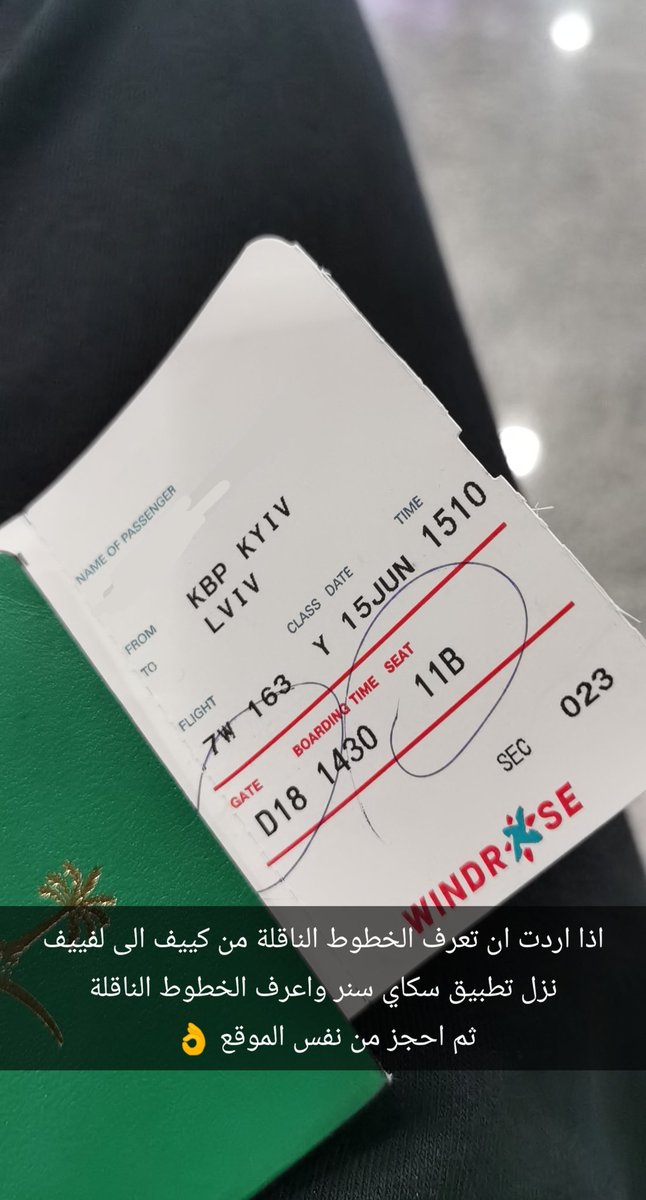 NAME OF PASSENGER
FROM KBP KYIV
TO LVIV
FLIGHT CLASS DATE TIME
7W 163 Y 15JUN 1510
GATE BOARDING TIME SEAT
D18 1430 11B
SEC 023
WINDROSE
اذا اردت ان تعرف الخطوط الناقلة من كييف الى لفييف
نزل تطبيق سكاي سنر واعرف الخطوط الناقلة
ثم احجز من نفس الموقع 👌